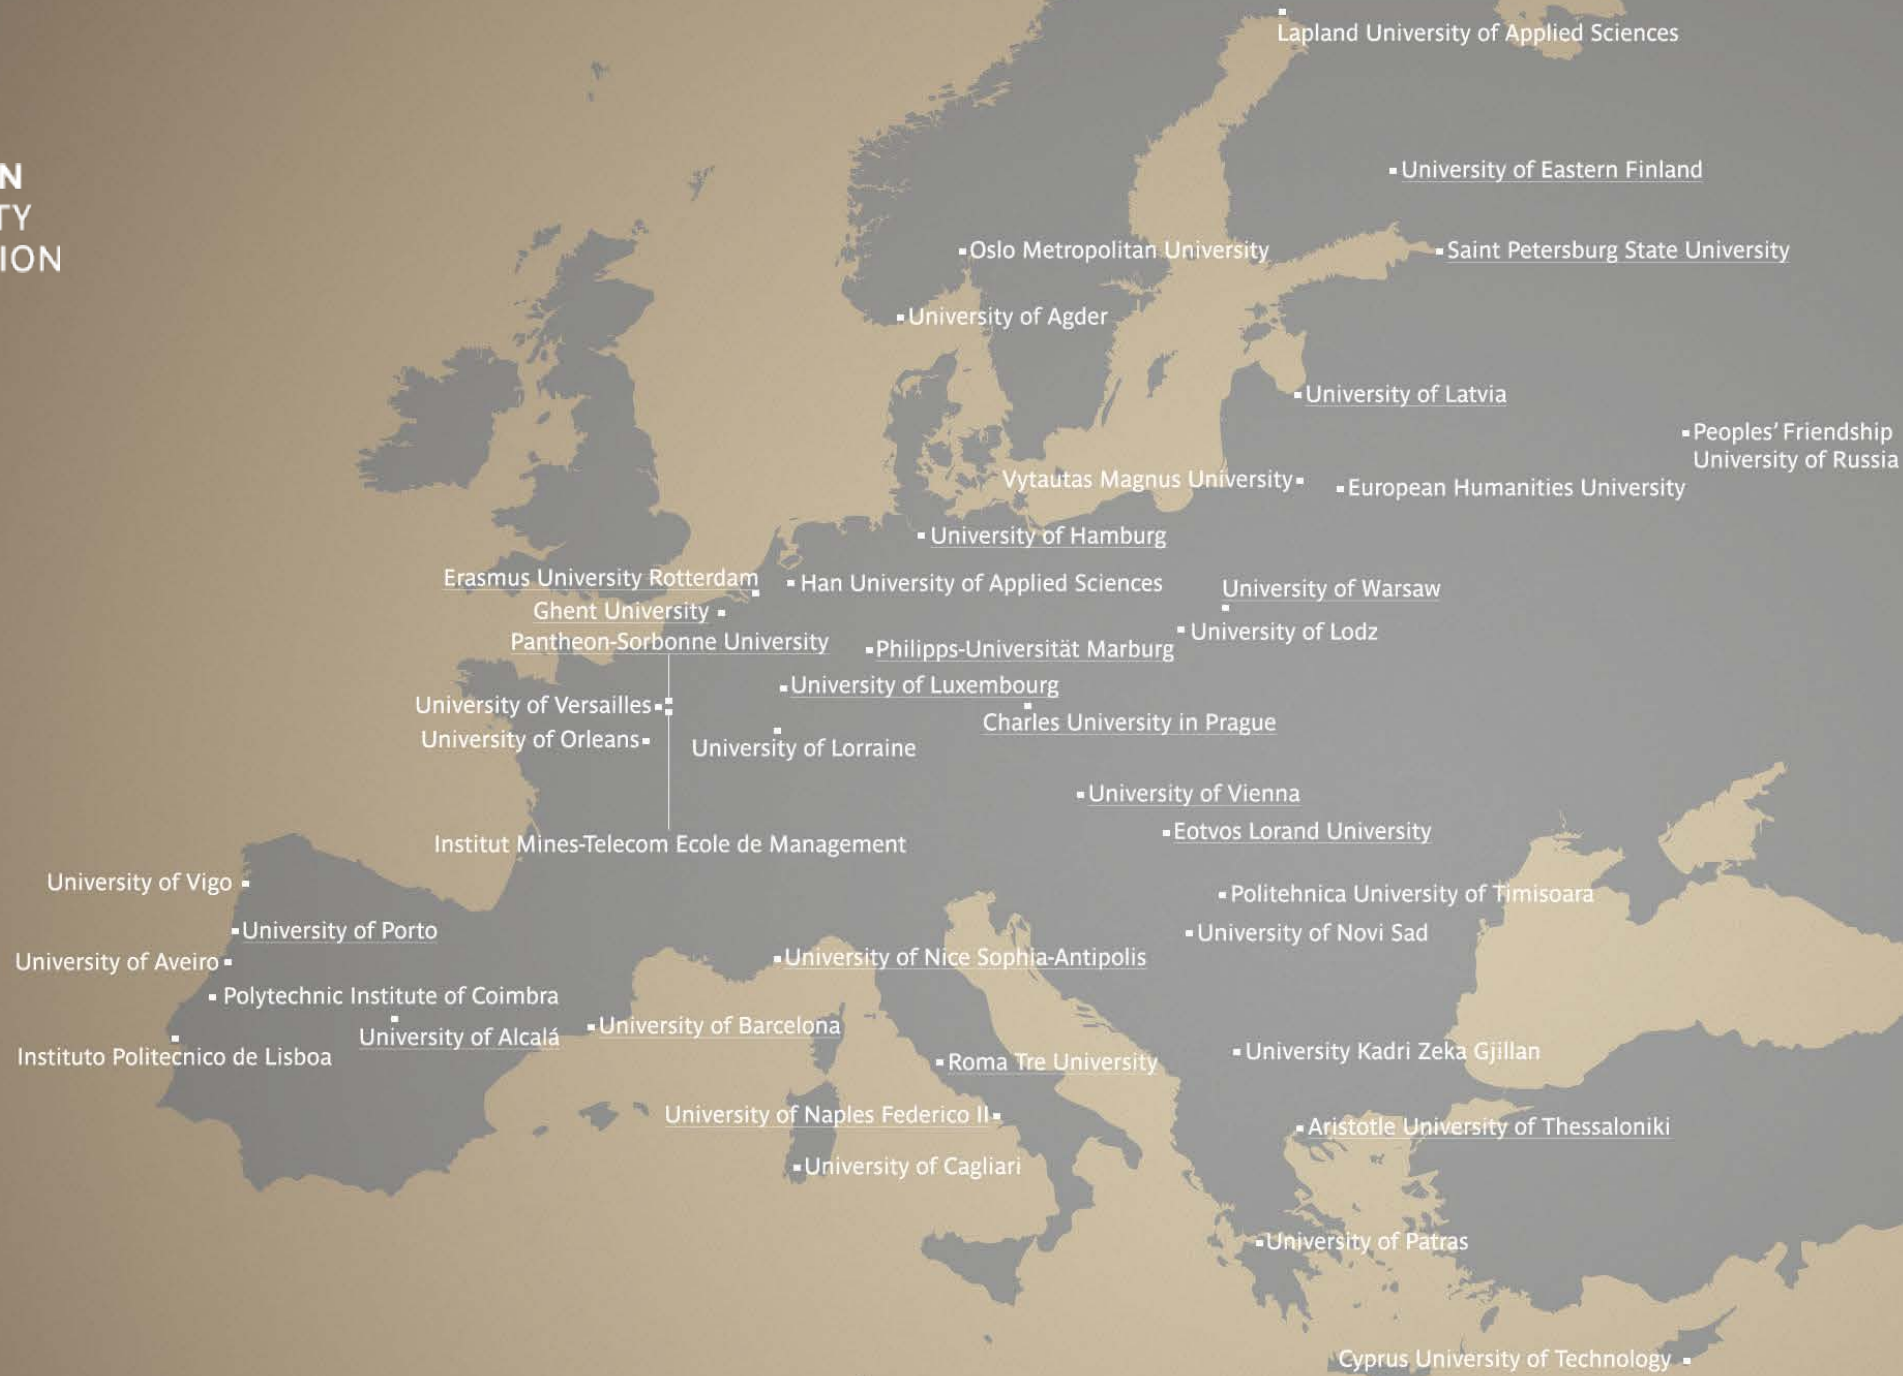 N
TY
ION
Lapland University of Applied Sciences
University of Eastern Finland
Oslo Metropolitan University
Saint Petersburg State University
University of Agder
University of Latvia
Peoples' Friendship
University of Russia
Vytautas Magnus University
European Humanities University
University of Hamburg
Erasmus University Rotterdam
Han University of Applied Sciences
University of Warsaw
Ghent University
University of Lodz
Pantheon-Sorbonne University
Philipps-Universität Marburg
University of Luxembourg
University of Versailles
Charles University in Prague
University of Orleans
University of Lorraine
University of Vienna
Eotvos Lorand University
Institut Mines-Telecom Ecole de Management
University of Vigo
Politehnica University of Timisoara
University of Porto
University of Novi Sad
University of Aveiro
University of Nice Sophia-Antipolis
Polytechnic Institute of Coimbra
University of Barcelona
University of Alcalá
Instituto Politecnico de Lisboa
University Kadri Zeka Gjillan
Roma Tre University
University of Naples Federico II
Aristotle University of Thessaloniki
University of Cagliari
University of Patras
Cyprus University of Technology